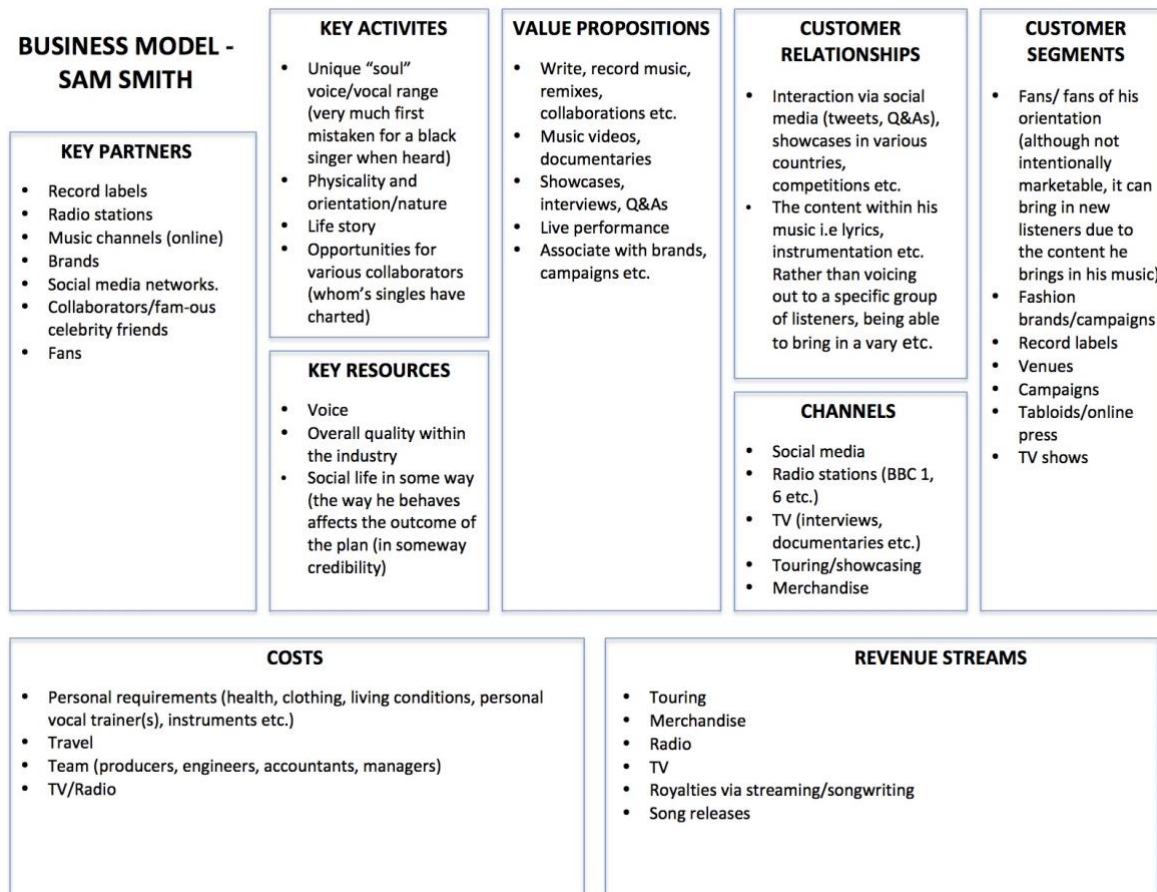 BUSINESS MODEL -
SAM SMITH
KEY PARTNERS
• Record labels
• Radio stations
• Music channels (online)
• Brands
• Social media networks.
• Collaborators/fam-ous
celebrity friends
• Fans
KEY ACTIVITES
• Unique “soul”
voice/vocal range
(very much first
mistaken for a black
singer when heard)
• Physicality and
orientation/nature
• Life story
• Opportunities for
various collaborators
(whom’s singles have
charted)
KEY RESOURCES
• Voice
• Overall quality within
the industry
• Social life in some way
(the way he behaves
affects the outcome of
the plan (in someway
credibility)
VALUE PROPOSITIONS
• Write, record music,
remixes,
collaborations etc.
• Music videos,
documentaries
• Showcases,
interviews, Q&As
• Live performance
• Associate with brands,
campaigns etc.
CUSTOMER
RELATIONSHIPS
• Interaction via social
media (tweets, Q&As),
showcases in various
countries,
competitions etc.
• The content within his
music i.e lyrics,
instrumentation etc.
Rather than voicing
out to a specific group
of listeners, being able
to bring in a vary etc.
CHANNELS
• Social media
• Radio stations (BBC 1,
6 etc.)
• TV (interviews,
documentaries etc.)
• Touring/showcasing
• Merchandise
CUSTOMER
SEGMENTS
• Fans/ fans of his
orientation
(although not
intentionally
marketable, it can
bring in new
listeners due to
the content he
brings in his music)
• Fashion
brands/campaigns
• Record labels
• Venues
• Campaigns
• Tabloids/online
press
• TV shows
COSTS
• Personal requirements (health, clothing, living conditions, personal
vocal trainer(s), instruments etc.)
• Travel
• Team (producers, engineers, accountants, managers)
• TV/Radio
REVENUE STREAMS
• Touring
• Merchandise
• Radio
• TV
• Royalties via streaming/songwriting
• Song releases